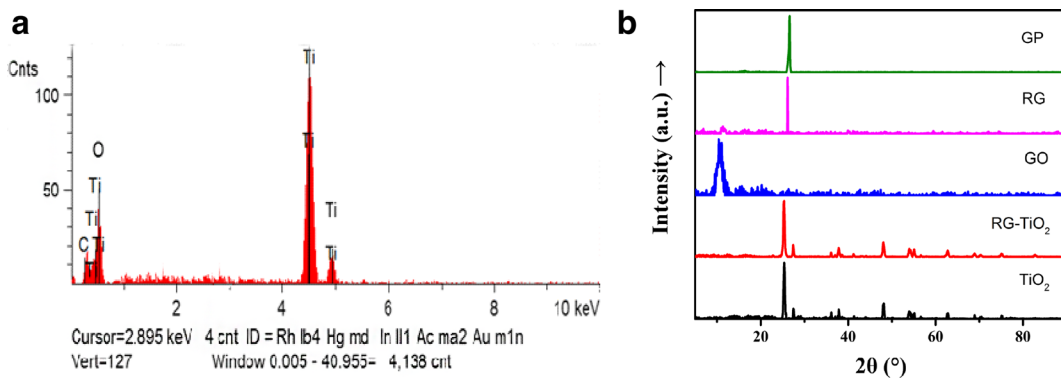 a
Cnts
100
50
Ti
Ti
O
Ti
Ti
C
Ti
Ti
Ti
2
4
6
8
10 keV
Cursor=2.895 keV 4 cnt ID = Rh lb4 Hg md In ll1 Ac ma2 Au m1n
Vert=127 Window 0.005 - 40.955= 4,138 cnt
b
Intensity (a.u.) →
GP
RG
GO
RG-TiO₂
TiO₂
20
40
60
80
2θ (°)